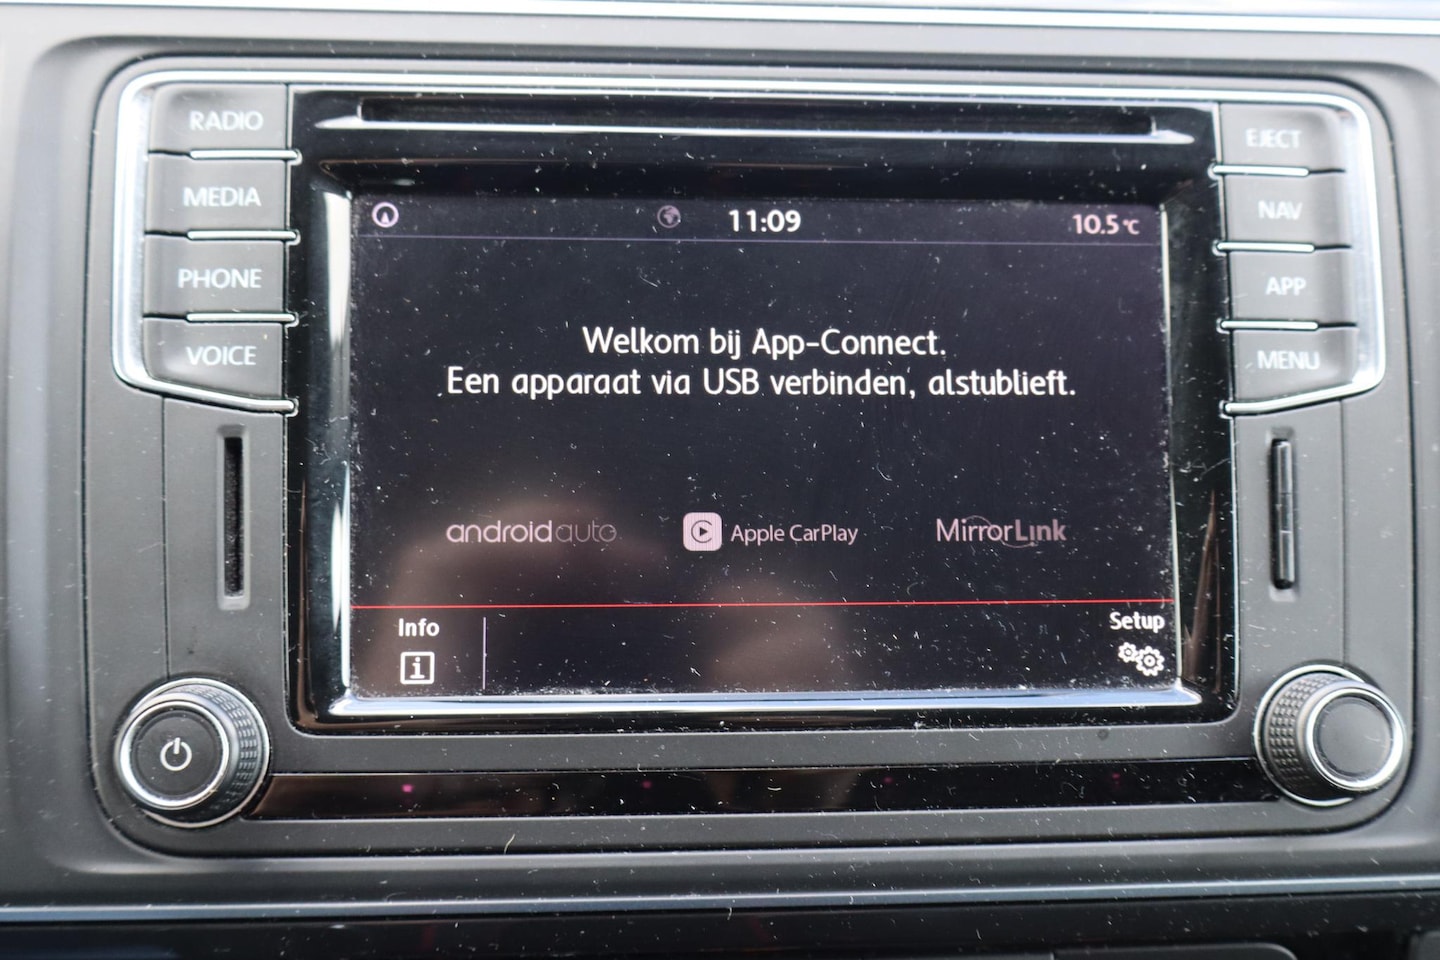 RADIO
MEDIA
PHONE
VOICE
EJECT
NAV
APP
MENU
11:09
10.5 °C
Welkom bij App-Connect.
Een apparaat via USB verbinden, alstublieft.
androidauto
Apple CarPlay
MirrorLink
Info
i
Setup